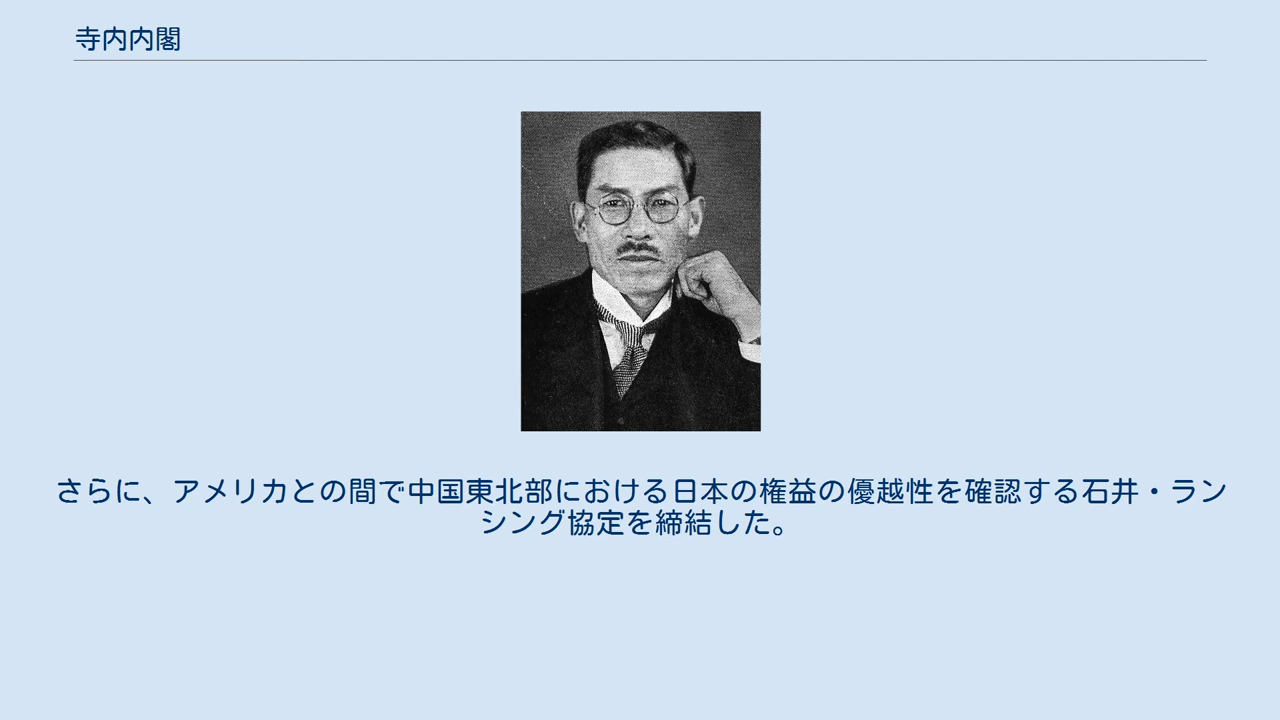 寺内内閣
さらに、アメリカとの間で中国東北部における日本の権益の優越性を確認する石井・ラン
シング協定を締結した。